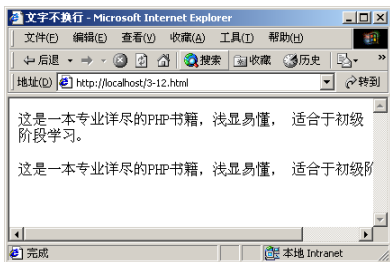 文字不换行 - Microsoft Internet Explorer
文件(F) 编辑(E) 查看(V) 收藏(A) 工具(T) 帮助(H)
后退 搜索 收藏 历史 »
地址(D) http://localhost/3-12.html 转到
这是一本专业详尽的PHP书籍，浅显易懂， 适合于初级
阶段学习。
这是一本专业详尽的PHP书籍，浅显易懂， 适合于初级阶
完成 本地 Intranet